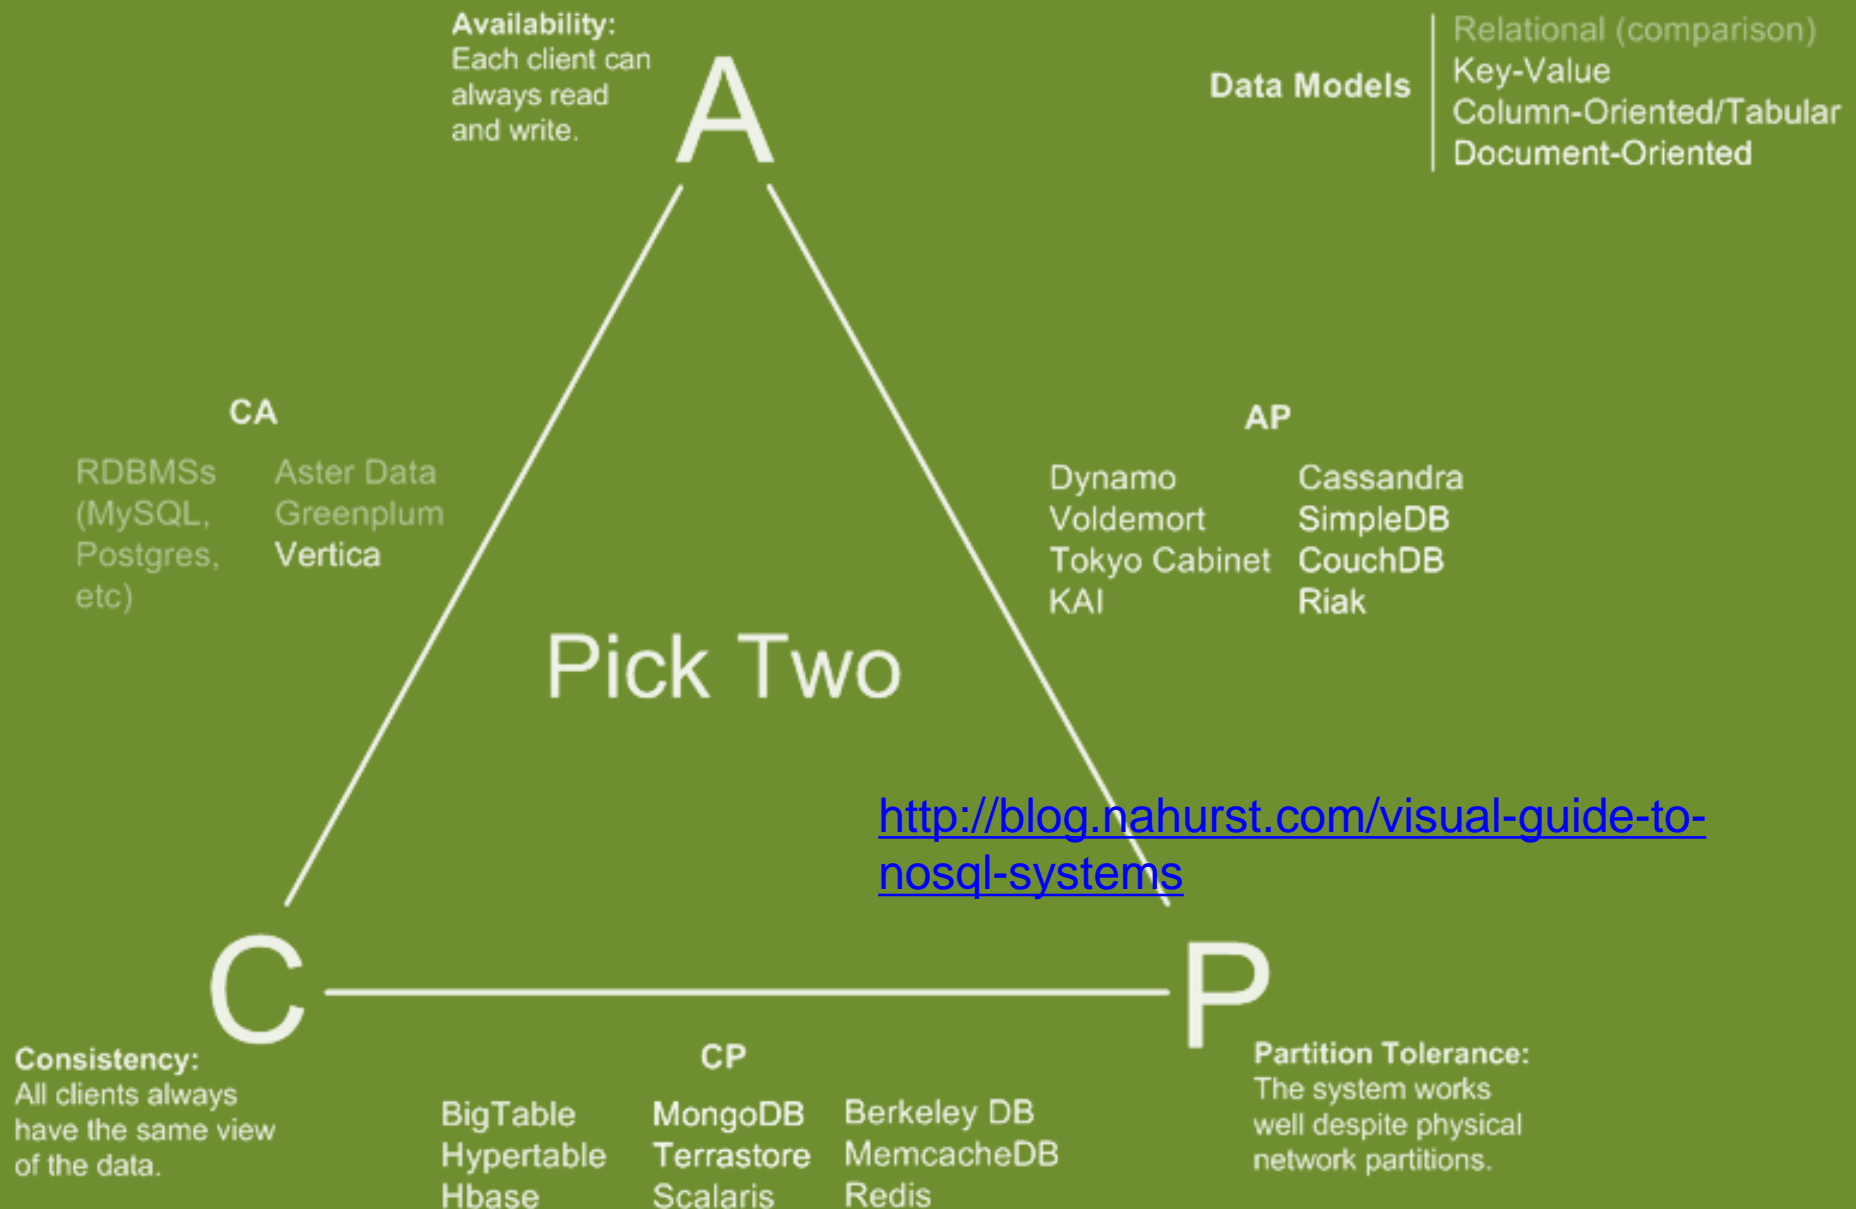 Availability:
Each client can
always read
and write.
A
Data Models
Relational (comparison)
Key-Value
Column-Oriented/Tabular
Document-Oriented
CA
RDBMSs
(MySQL,
Postgres,
etc)
Aster Data
Greenplum
Vertica
AP
Dynamo
Voldemort
Tokyo Cabinet
KAI
Cassandra
SimpleDB
CouchDB
Riak
Pick Two
http://blog.nahurst.com/visual-guide-to-
nosql-systems
C
P
Consistency:
All clients always
have the same view
of the data.
CP
BigTable
Hypertable
Hbase
MongoDB
Terrastore
Scalaris
Berkeley DB
MemcacheDB
Redis
Partition Tolerance:
The system works
well despite physical
network partitions.